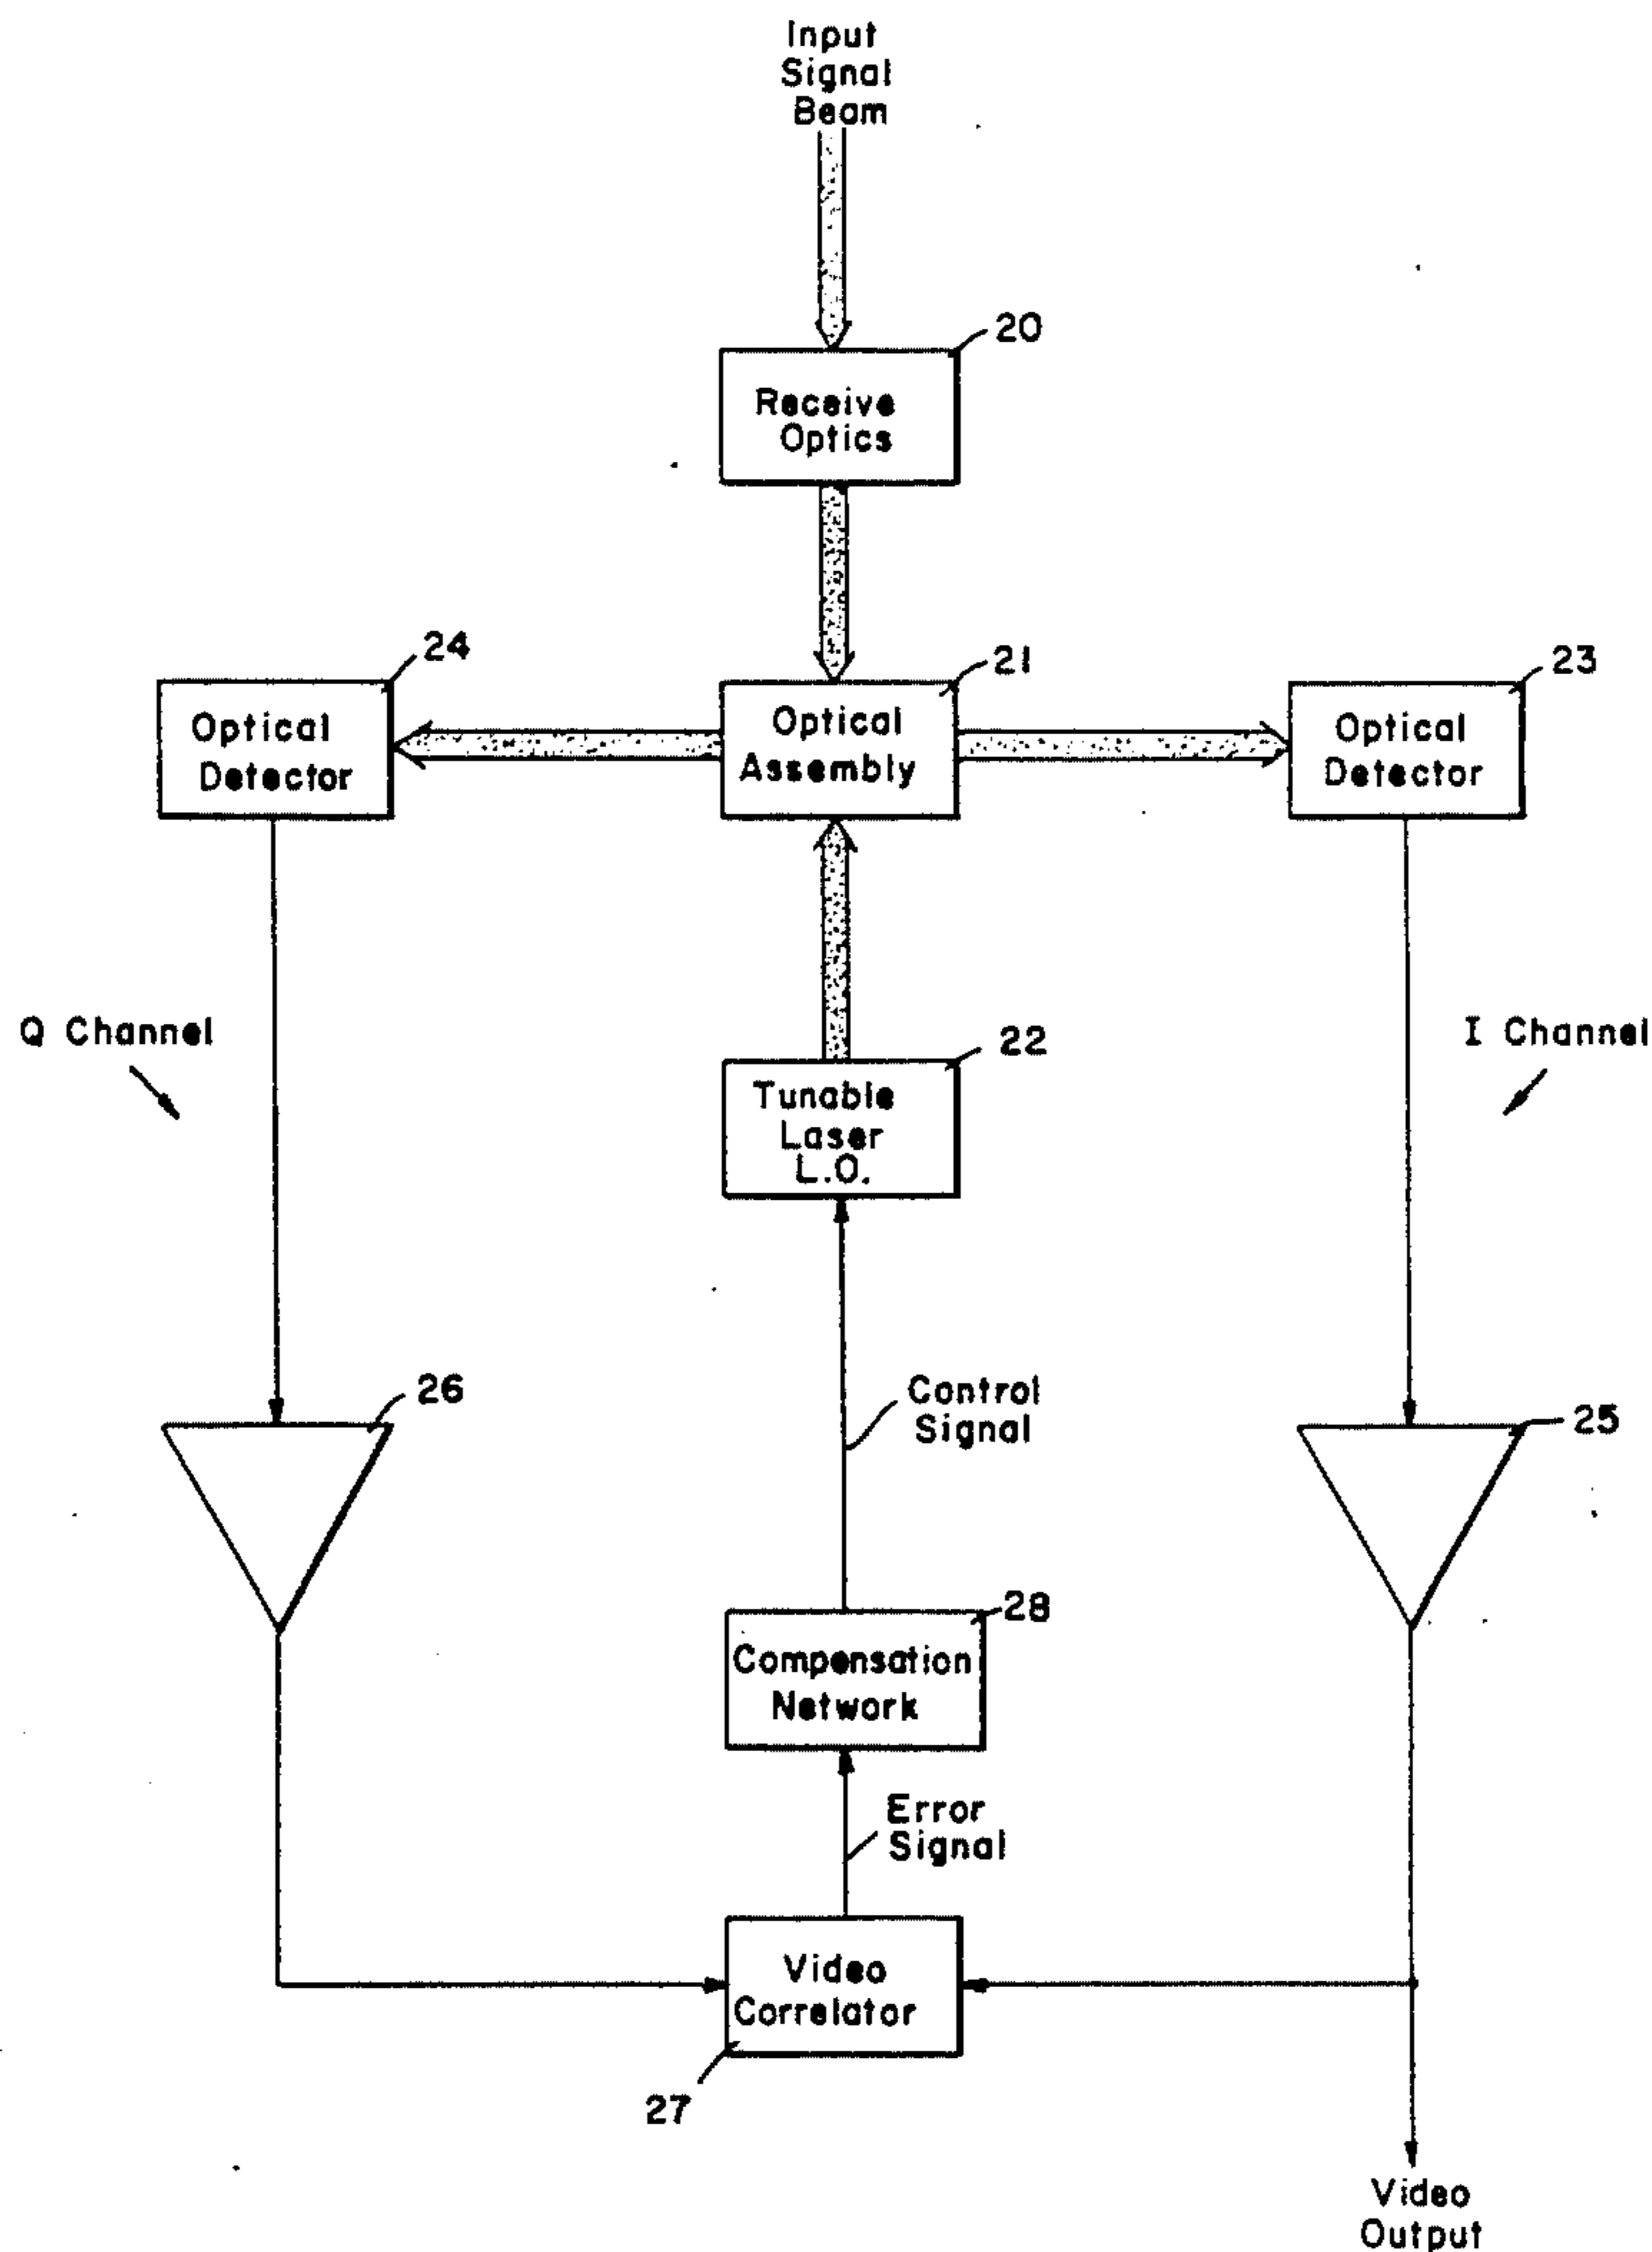 Input
Signal
Beam
20
Receive
Optics
24
21
23
Optical
Detector
Optical
Assembly
Optical
Detector
Q Channel
I Channel
22
Tunable
Laser
L.O.
26
Control
Signal
25
28
Compensation
Network
Error
Signal
Video
Correlator
27
Video
Output